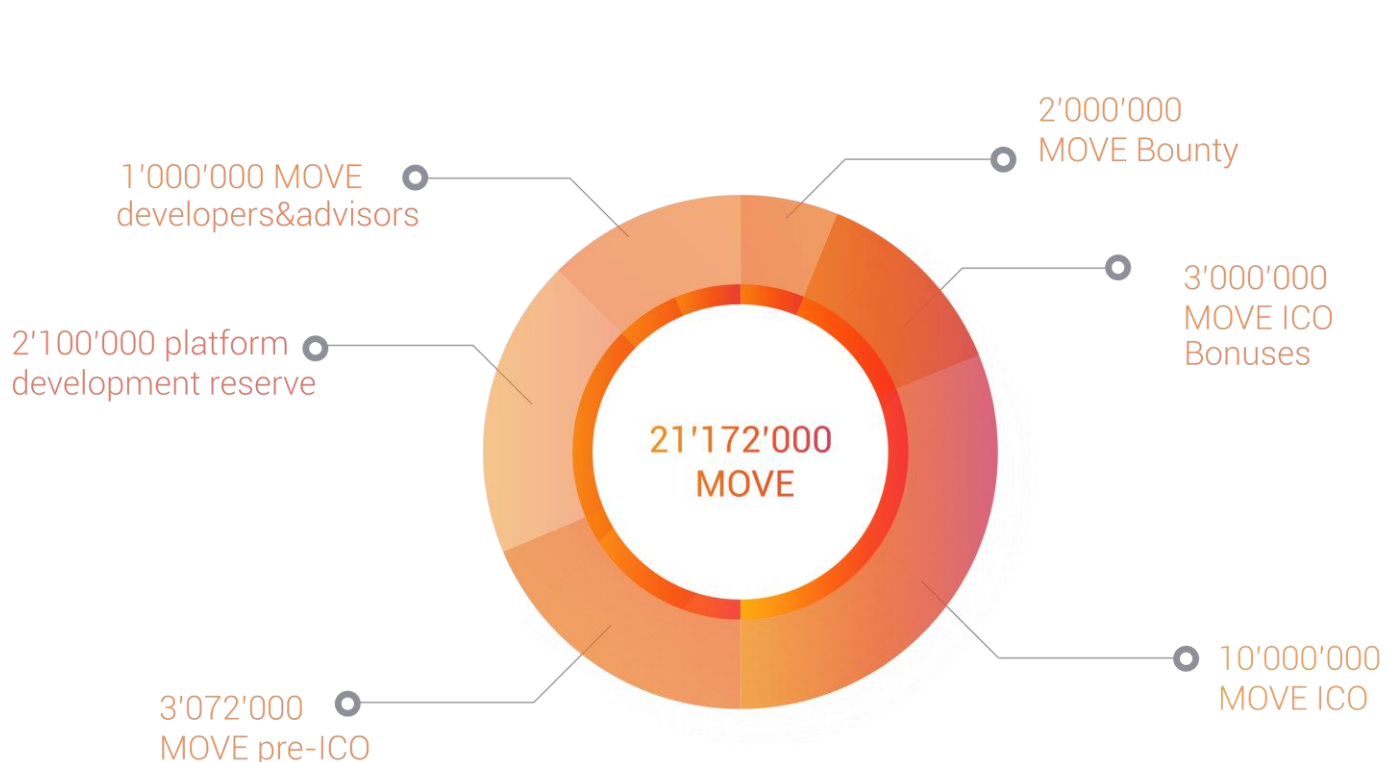 2'000'000
MOVE Bounty
1'000'000 MOVE
developers&advisors
3'000'000
MOVE ICO
Bonuses
2'100'000 platform
development reserve
21'172'000
MOVE
10'000'000
MOVE ICO
3'072'000
MOVE pre-ICO